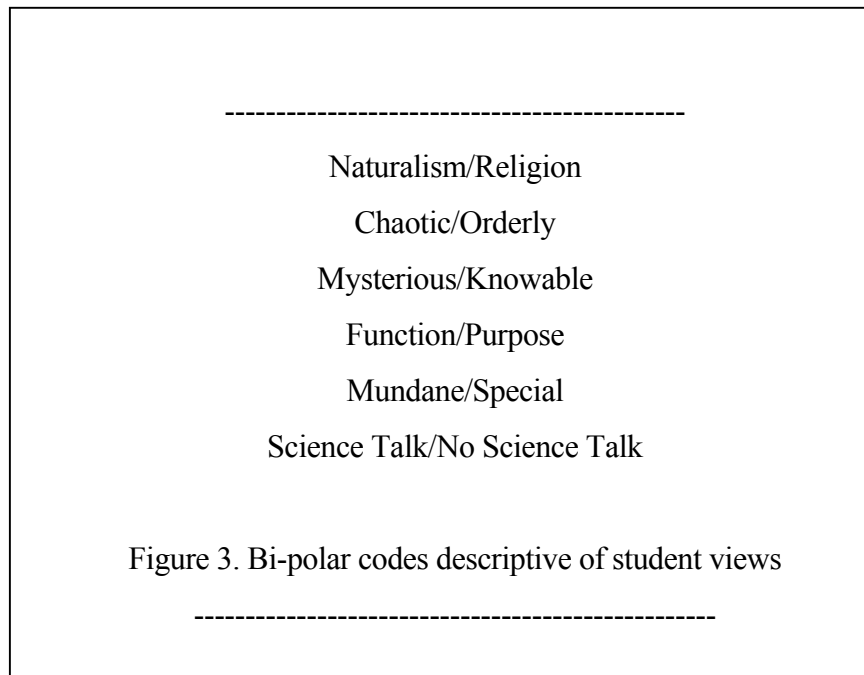 ---------------------------------------------
Naturalism/Religion
Chaotic/Orderly
Mysterious/Knowable
Function/Purpose
Mundane/Special
Science Talk/No Science Talk
Figure 3. Bi-polar codes descriptive of student views
---------------------------------------------------